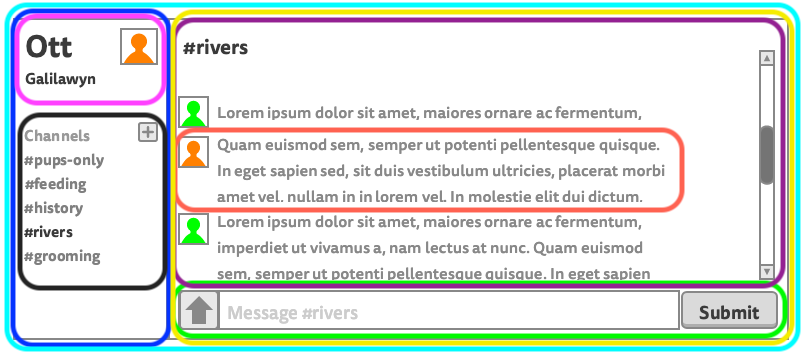 Ott
Galilawyn
Channels
#pups-only
#feeding
#history
#rivers
#grooming
#rivers
Lorem ipsum dolor sit amet, maiores ornare ac fermentum,
Quam euismod sem, semper ut potenti pellentesque quisque.
In eget sapien sed, sit duis vestibulum ultricies, placerat morbi
amet vel. nullam in in lorem vel. In molestie elit dui dictum.
Lorem ipsum dolor sit amet, maiores ornare ac fermentum,
imperdiet ut vivamus a, nam lectus at nunc. Quam euismod
sem, semper ut potenti pellentesque quisque. In eget sapien
Message #rivers
Submit